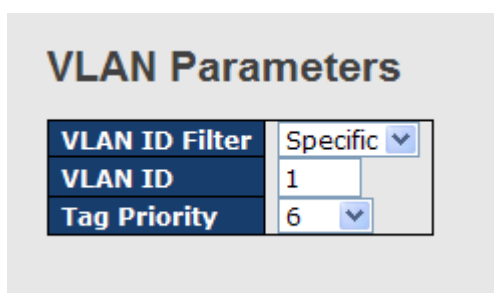 VLAN Parameters
VLAN ID Filter Specific
VLAN ID 1
Tag Priority 6